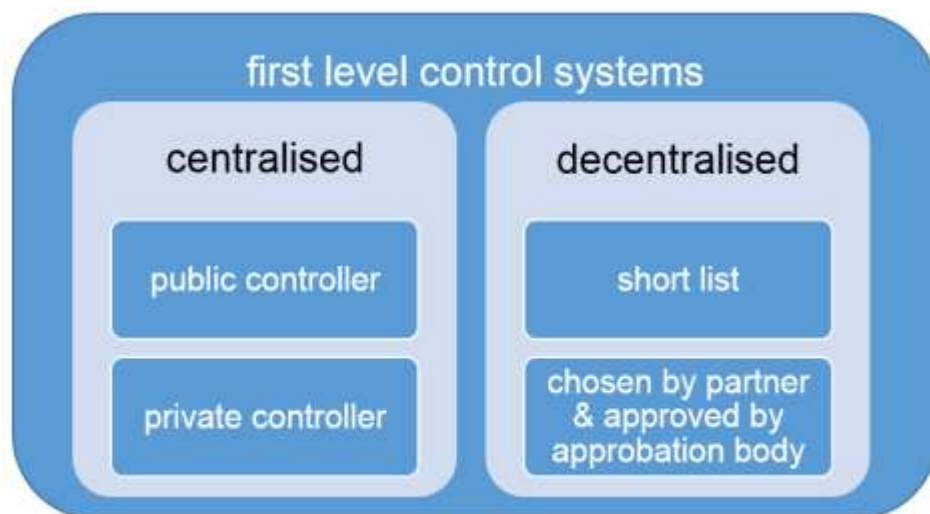 first level control systems
centralised
public controller
private controller
decentralised
short list
chosen by partner
& approved by
approbation body